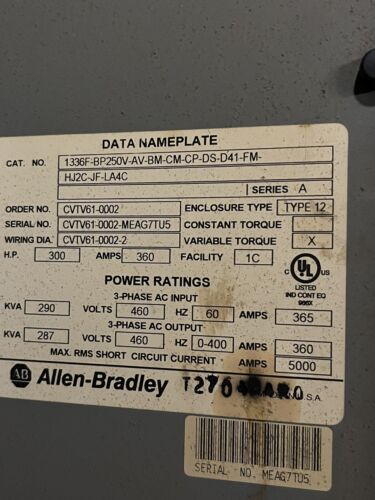 DATA NAMEPLATE
CAT. NO. 1336F-BP250V-AV-BM-CM-CP-DS-D41-FM-
HJ2C-JF-LA4C
SERIES A
ORDER NO. CVTV61-0002 ENCLOSURE TYPE TYPE 12
SERIAL NO. CVTV61-0002-MEAG7TU5 CONSTANT TORQUE
WIRING DIA. CVTV61-0002-2 VARIABLE TORQUE X
H.P. 300 AMPS 360 FACILITY 1C
C UL US
LISTED
IND CONT EQ
966X
POWER RATINGS
3-PHASE AC INPUT
KVA 290 VOLTS 460 HZ 60 AMPS 365
3-PHASE AC OUTPUT
KVA 287 VOLTS 460 HZ 0-400 AMPS 360
MAX. RMS SHORT CIRCUIT CURRENT AMPS 5000
AB Allen-Bradley U.S.A.
SERIAL NO. MEAG7TU5